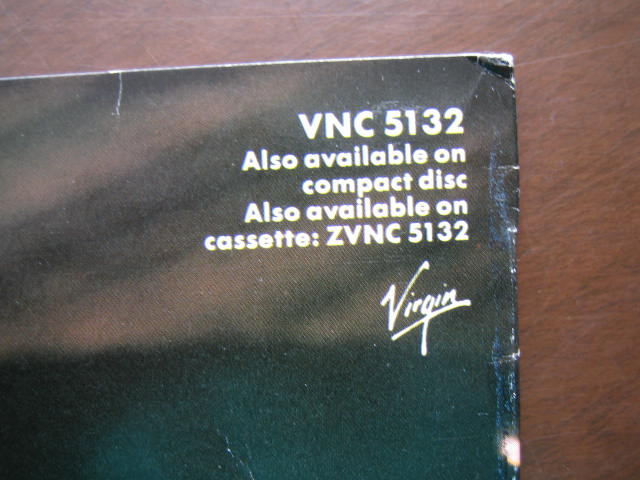 VNC 5132
Also available on
compact disc
Also available on
cassette: ZVNC 5132
Virgin